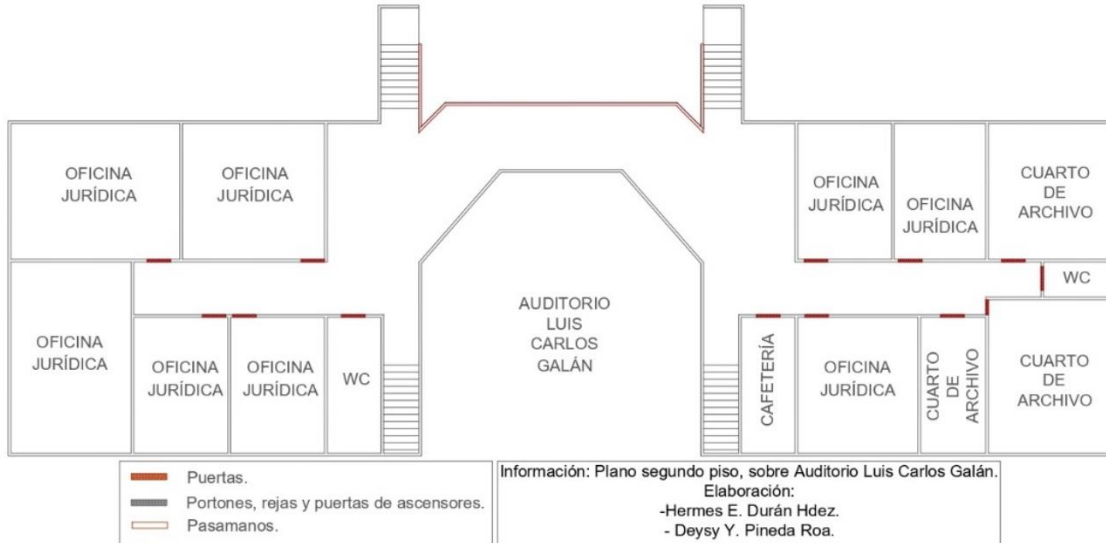 OFICINA
JURÍDICA
OFICINA
JURÍDICA
OFICINA
JURÍDICA
OFICINA
JURÍDICA
CUARTO
DE
ARCHIVO
WC
OFICINA
JURÍDICA
OFICINA
JURÍDICA
OFICINA
JURÍDICA
WC
AUDITORIO
LUIS
CARLOS
GALÁN
CAFETERÍA
OFICINA
JURÍDICA
CUARTO
DE
ARCHIVO
CUARTO
DE
ARCHIVO
Puertas.
Portones, rejas y puertas de ascensores.
Pasamanos.
Información: Plano segundo piso, sobre Auditorio Luis Carlos Galán.
Elaboración:
-Hermes E. Durán Hdez.
- Deysy Y. Pineda Roa.